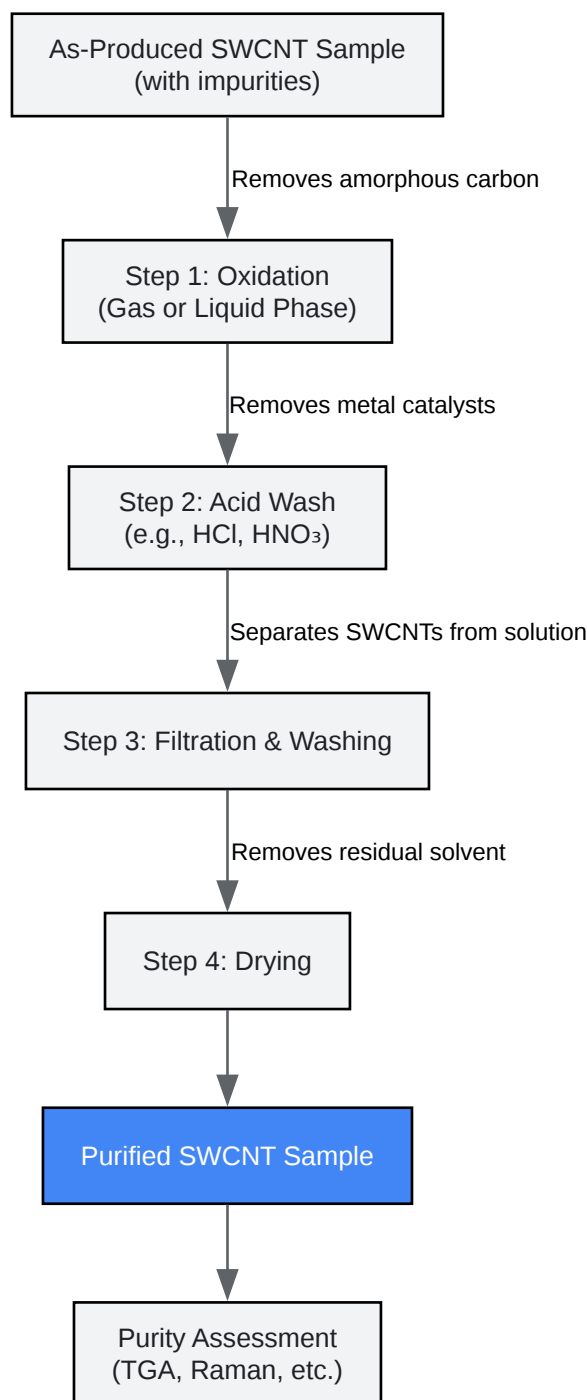 As-Produced SWCNT Sample
(with impurities)
Removes amorphous carbon
Step 1: Oxidation
(Gas or Liquid Phase)
Removes metal catalysts
Step 2: Acid Wash
(e.g., HCl, HNO₃)
Separates SWCNTs from solution
Step 3: Filtration & Washing
Removes residual solvent
Step 4: Drying
Purified SWCNT Sample
Purity Assessment
(TGA, Raman, etc.)